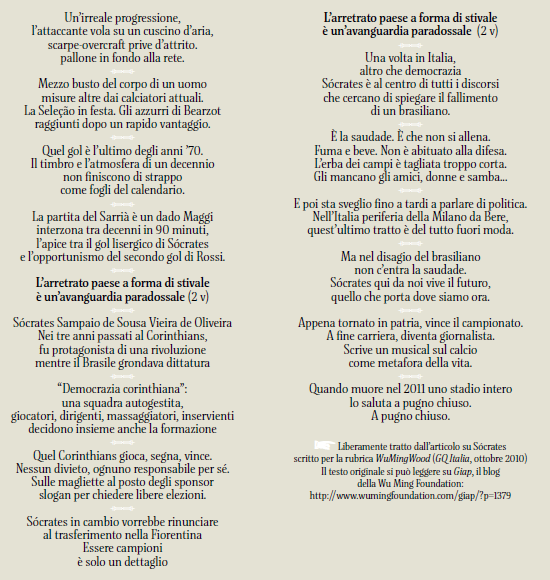 Un'irreale progressione,
l'attaccante vola su un cuscino d'aria,
scarpe-overcraft prive d'attrito.
pallone in fondo alla rete.
Mezzo busto del corpo di un uomo
misure altre dai calciatori attuali.
La Seleção in festa. Gli azzurri di Bearzot
raggiunti dopo un rapido vantaggio.
Quel gol è l'ultimo degli anni '70.
Il timbro e l'atmosfera di un decennio
non finiscono di strappo
come fogli del calendario.
La partita del Sarrià è un dado Maggi
interzona tra decenni in 90 minuti,
l'apice tra il gol lisergico di Sócrates
e l'opportunismo del secondo gol di Rossi.
L'arretrato paese a forma di stivale
è un'avanguardia paradossale (2 v)
Sócrates Sampaio de Sousa Vieira de Oliveira
Nei tre anni passati al Corinthians,
fu protagonista di una rivoluzione
mentre il Brasile grondava dittatura
“Democrazia corinthiana”:
una squadra autogestita,
giocatori, dirigenti, massaggiatori, inservienti
decidono insieme anche la formazione
Quel Corinthians gioca, segna, vince.
Nessun divieto, ognuno responsabile per sé.
Sulle magliette al posto degli sponsor
slogan per chiedere libere elezioni.
Sócrates in cambio vorrebbe rinunciare
al trasferimento nella Fiorentina
Essere campioni
è solo un dettaglio
L'arretrato paese a forma di stivale
è un'avanguardia paradossale (2 v)
Una volta in Italia,
altro che democrazia
Sócrates è al centro di tutti i discorsi
che cercano di spiegare il fallimento
di un brasiliano.
È la saudade. È che non si allena.
Fuma e beve. Non è abituato alla difesa.
L'erba dei campi è tagliata troppo corta.
Gli mancano gli amici, donne e samba...
E poi sta sveglio fino a tardi a parlare di politica.
Nell'Italia periferia della Milano da Bere,
quest'ultimo tratto è del tutto fuori moda.
Ma nel disagio del brasiliano
non c'entra la saudade.
Sócrates qui da noi vive il futuro,
quello che porta dove siamo ora.
Appena tornato in patria, vince il campionato.
A fine carriera, diventa giornalista.
Scrive un musical sul calcio
come metafora della vita.
Quando muore nel 2011 uno stadio intero
lo saluta a pugno chiuso.
A pugno chiuso.
Liberamente tratto dall'articolo su Sócrates
scritto per la rubrica WuMingWood (GQ Italia, ottobre 2010)
Il testo originale si può leggere su Giap, il blog
della Wu Ming Foundation:
http://www.wumingfoundation.com/giap/?p=1379